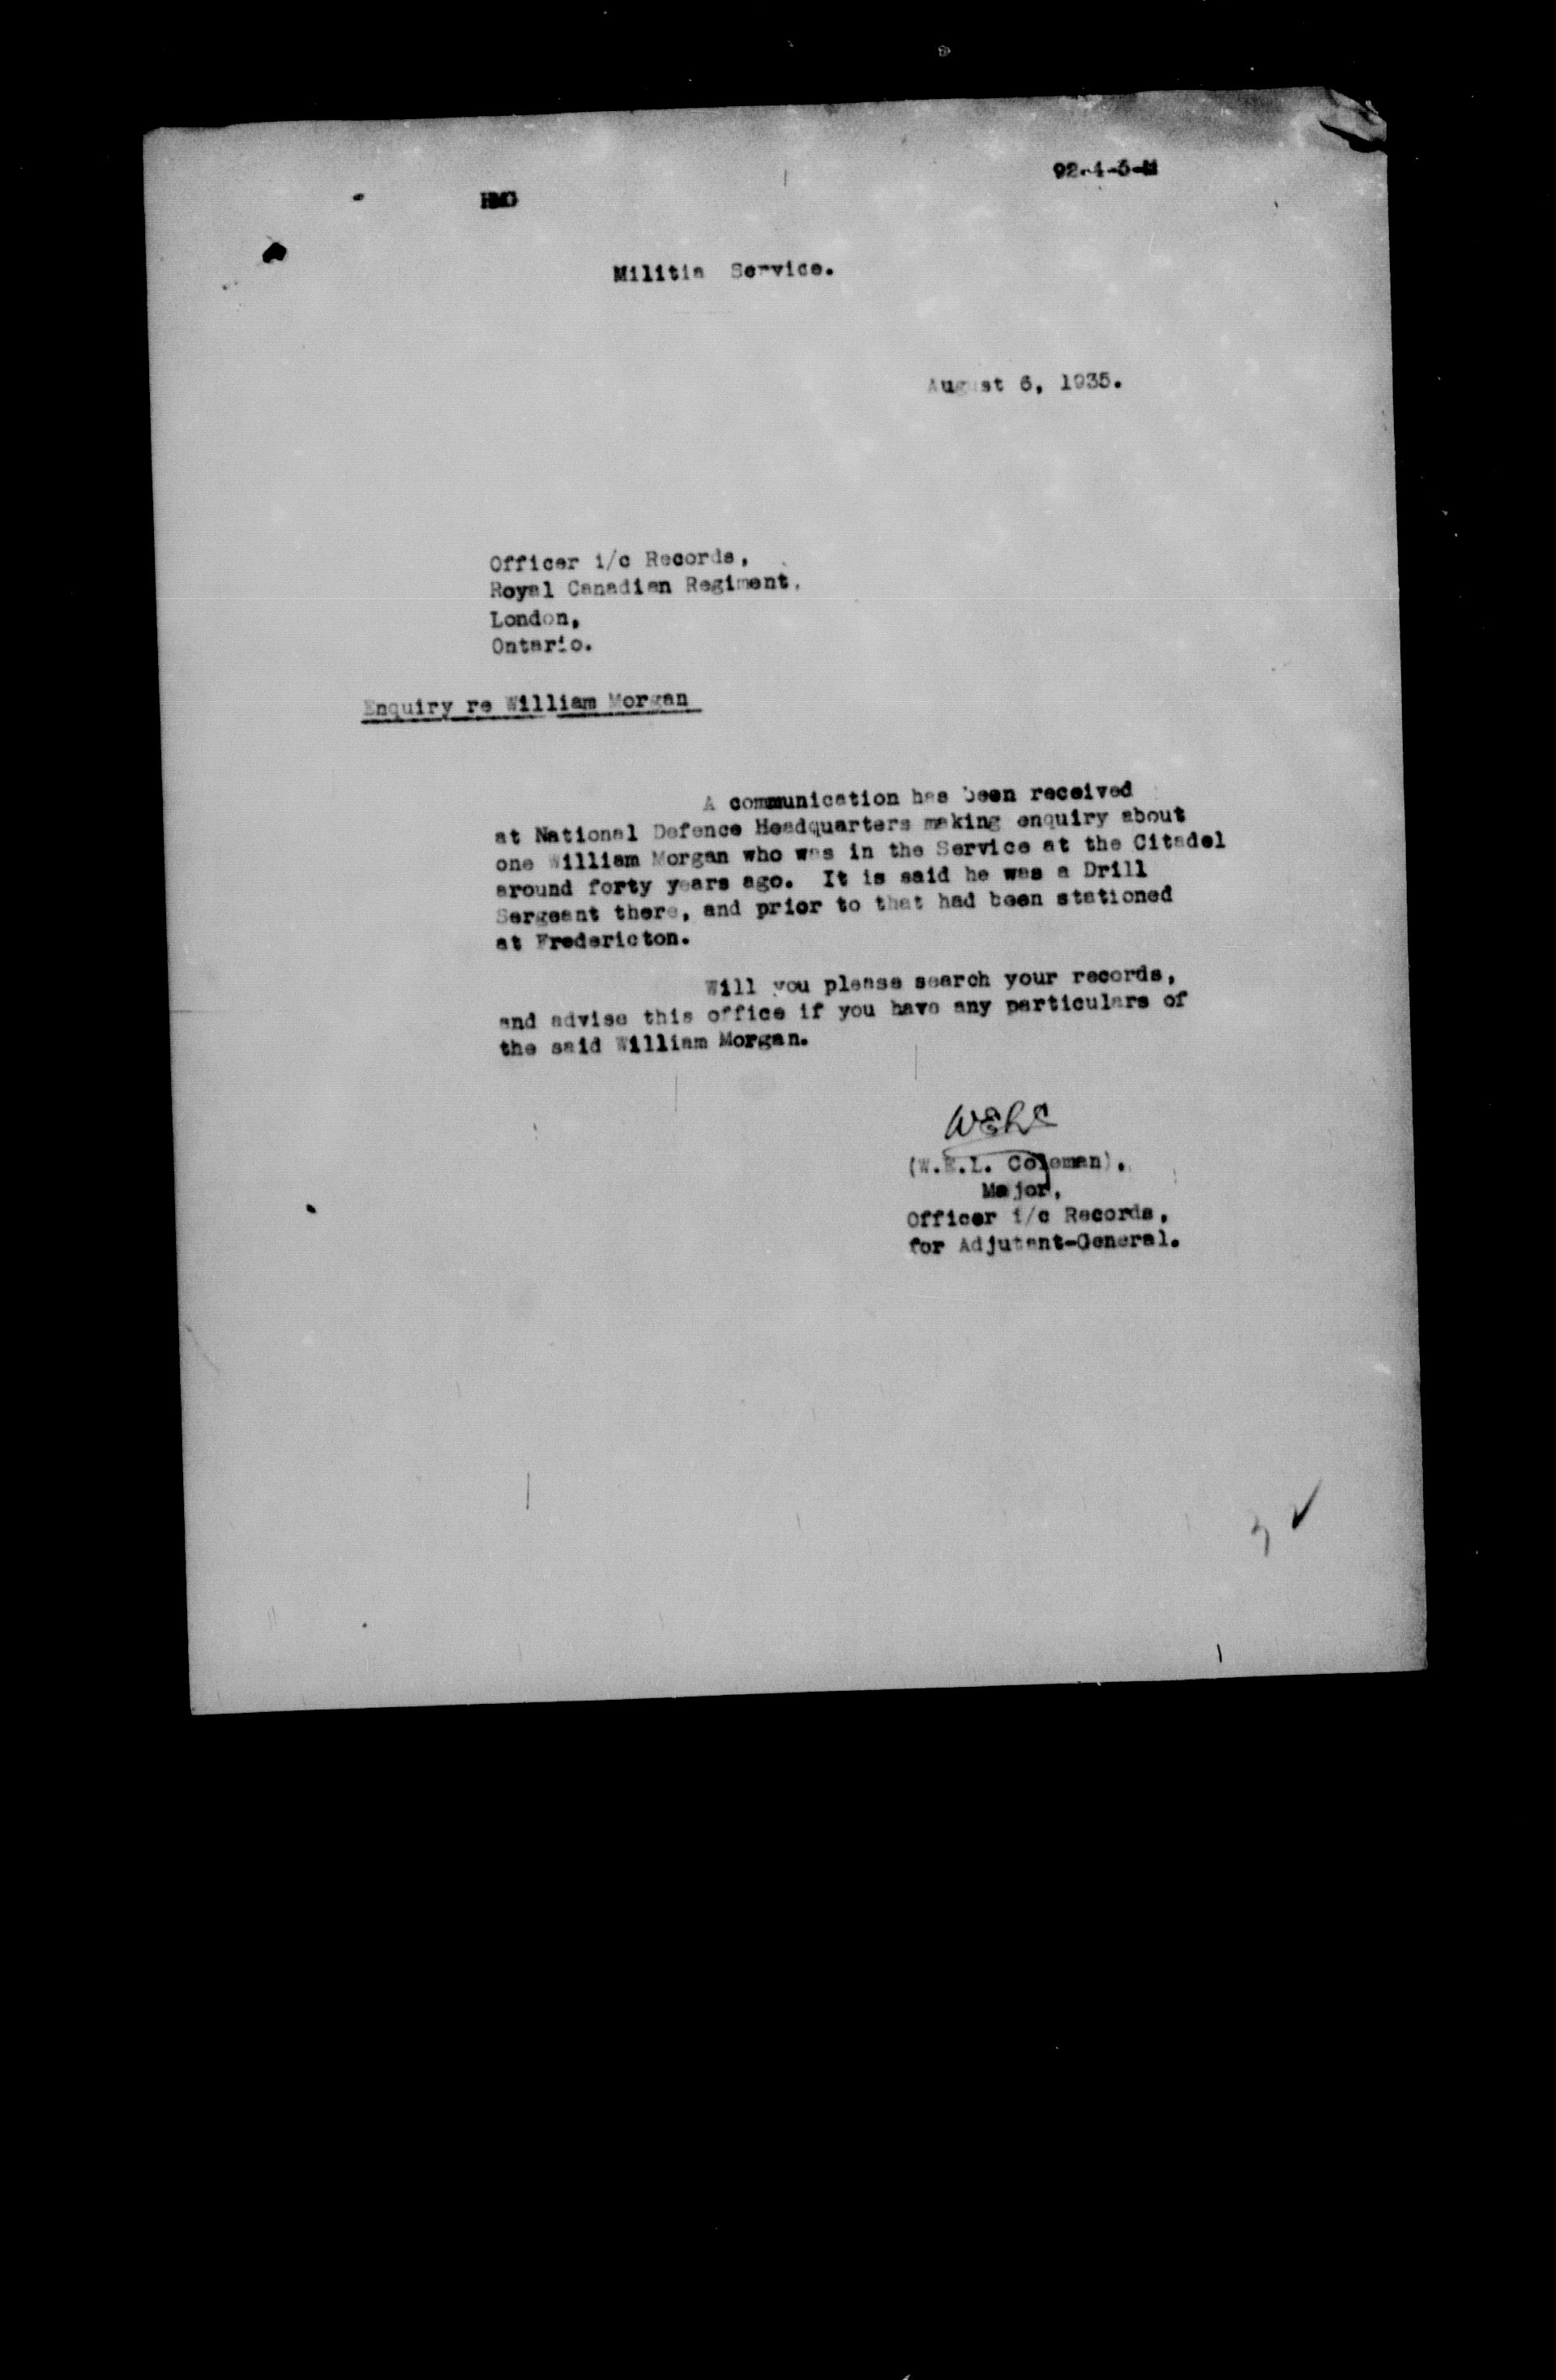 92-4-3-M
HMG
Militia Service.
August 6, 1935.
Officer i/c Records,
Royal Canadian Regiment,
London,
Ontario.
Enquiry re William Morgan
A communication has been received
at National Defence Headquarters making enquiry about
one William Morgan who was in the Service at the Citadel
around forty years ago. It is said he was a Drill
Sergeant there, and prior to that had been stationed
at Fredericton.
Will you please search your records,
and advise this office if you have any particulars of
the said William Morgan.
(W.E.L. Coleman),
Major,
Officer i/c Records,
for Adjutant-General.